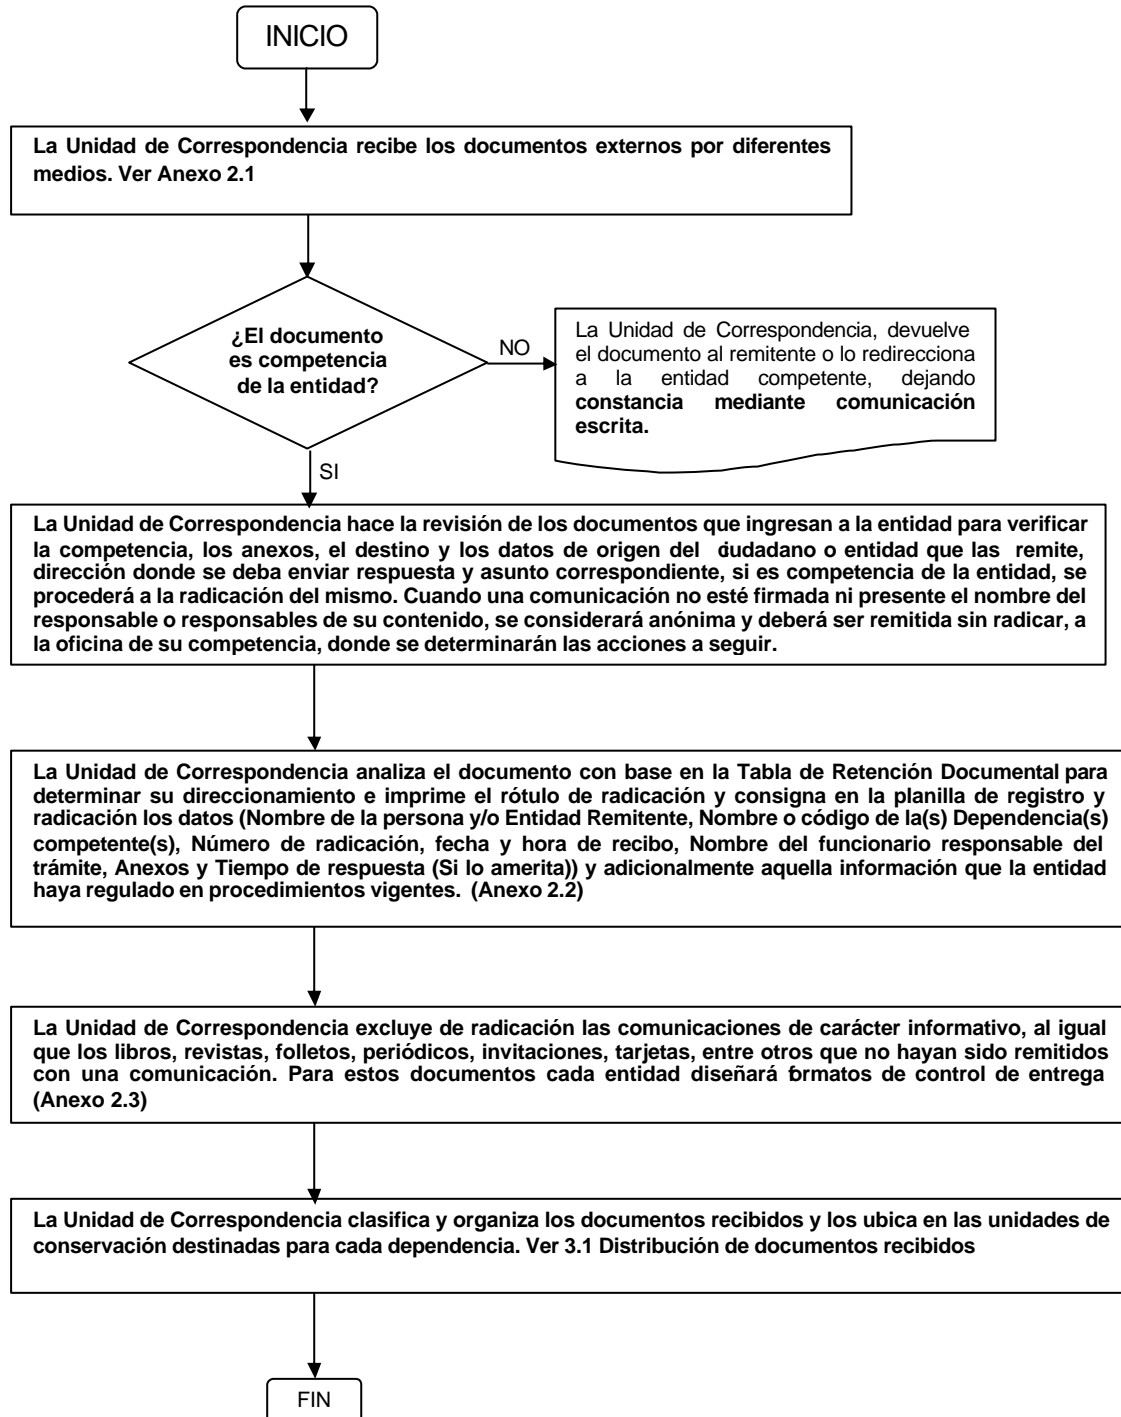 INICIO
La Unidad de Correspondencia recibe los documentos externos por diferentes
medios. Ver Anexo 2.1
¿El documento
es competencia
de la entidad?
NO
La Unidad de Correspondencia, devuelve
el documento al remitente o lo redirecciona
a la entidad competente, dejando
constancia mediante comunicación
escrita.
SI
La Unidad de Correspondencia hace la revisión de los documentos que ingresan a la entidad para verificar
la competencia, los anexos, el destino y los datos de origen del ciudadano o entidad que las remite,
dirección donde se deba enviar respuesta y asunto correspondiente, si es competencia de la entidad, se
procederá a la radicación del mismo. Cuando una comunicación no esté firmada ni presente el nombre del
responsable o responsables de su contenido, se considerará anónima y deberá ser remitida sin radicar, a
la oficina de su competencia, donde se determinarán las acciones a seguir.
La Unidad de Correspondencia analiza el documento con base en la Tabla de Retención Documental para
determinar su direccionamiento e imprime el rótulo de radicación y consigna en la planilla de registro y
radicación los datos (Nombre de la persona y/o Entidad Remitente, Nombre o código de la(s) Dependencia(s)
competente(s), Número de radicación, fecha y hora de recibo, Nombre del funcionario responsable del
trámite, Anexos y Tiempo de respuesta (Si lo amerita)) y adicionalmente aquella información que la entidad
haya regulado en procedimientos vigentes. (Anexo 2.2)
La Unidad de Correspondencia excluye de radicación las comunicaciones de carácter informativo, al igual
que los libros, revistas, folletos, periódicos, invitaciones, tarjetas, entre otros que no hayan sido remitidos
con una comunicación. Para estos documentos cada entidad diseñará formatos de control de entrega
(Anexo 2.3)
La Unidad de Correspondencia clasifica y organiza los documentos recibidos y los ubica en las unidades de
conservación destinadas para cada dependencia. Ver 3.1 Distribución de documentos recibidos
FIN